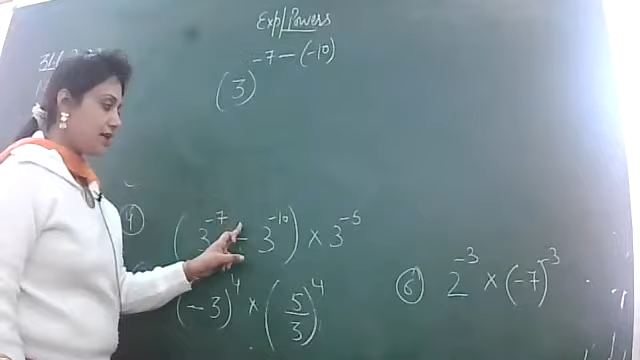 Exp/Powers
(3)^{-7-(-10)}
(4) (3^{-7} ÷ 3^{-10}) × 3^{-5}
(-3)^4 × (5/3)^4
(6) 2^{-3} × (-7)^{-3}